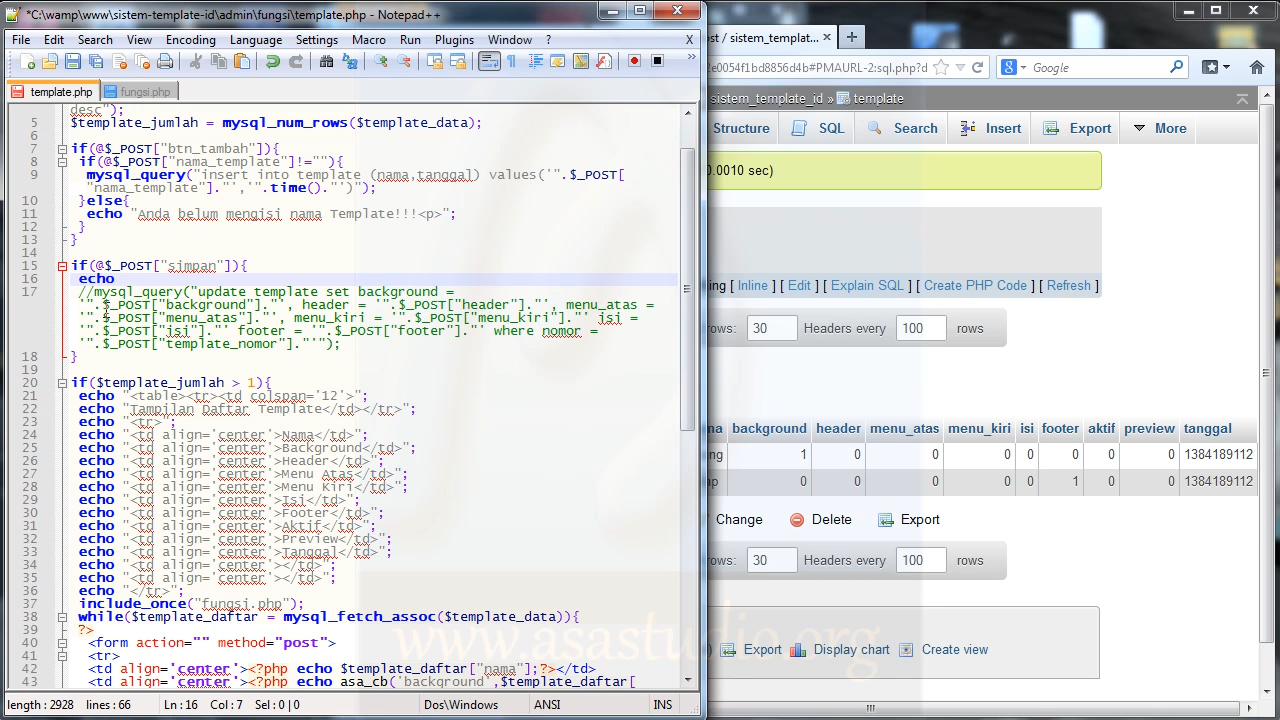 *C:\wamp\www\sistem-template-id\admin\fungsi\template.php - Notepad++
File Edit Search View Encoding Language Settings Macro Run Plugins Window ? X
template.php fungsi.php
desc");
5 $template_jumlah = mysql_num_rows($template_data);
6
7 if(@$_POST["btn_tambah"]){
8 if(@$_POST["nama_template"]!=""){
9 mysql_query("insert into template (nama,tanggal) values('".$_POST[
"nama_template"]."','".time()."')");
10 }else{
11 echo "Anda belum mengisi nama Template!!!<p>";
12 }
13 }
14
15 if(@$_POST["simpan"]){
16 echo
17 //mysql_query("update template set background =
'".$_POST["background"]."', header = '".$_POST["header"]."', menu_atas =
'".$_POST["menu_atas"]."', menu_kiri = '".$_POST["menu_kiri"]."' isi =
'".$_POST["isi"]."' footer = '".$_POST["footer"]."' where nomor =
'".$_POST["template_nomor"]."'");
18 }
19
20 if($template_jumlah > 1){
21 echo "<table><tr><td colspan='12'>";
22 echo "Tampilan Daftar Template</td></tr>";
23 echo "<tr>";
24 echo "<td align='center'>Nama</td>";
25 echo "<td align='center'>Background</td>";
26 echo "<td align='center'>Header</td>";
27 echo "<td align='center'>Menu Atas</td>";
28 echo "<td align='center'>Menu Kiri</td>";
29 echo "<td align='center'>Isi</td>";
30 echo "<td align='center'>Footer</td>";
31 echo "<td align='center'>Aktif</td>";
32 echo "<td align='center'>Preview</td>";
33 echo "<td align='center'>Tanggal</td>";
34 echo "<td align='center'></td>";
35 echo "<td align='center'></td>";
36 echo "</tr>";
37 include_once("fungsi.php");
38 while($template_daftar = mysql_fetch_assoc($template_data)){
39 ?>
40 <form action="" method="post">
41 <tr>
42 <td align='center'><?php echo $template_daftar["nama"];?></td>
43 <td align='center'><?php echo asa_cb('background',$template_daftar[
length : 2928 lines : 66 Ln : 16 Col : 7 Sel : 0 | 0 Dos\Windows ANSI INS
ost / sistem_templat...
2e0054f1bd8856d4b#PMAURL-2:sql.php?d
Google
sistem_template_id » template
Structure SQL Search Insert Export More
0.0010 sec)
ing [ Inline ] [ Edit ] [ Explain SQL ] [ Create PHP Code ] [ Refresh ]
rows: 30 Headers every 100 rows
ma background header menu_atas menu_kiri isi footer aktif preview tanggal
ng 1 0 0 0 0 0 0 0 1384189112
ap 0 0 0 0 0 1 0 0 1384189112
Change Delete Export
rows: 30 Headers every 100 rows
) Export Display chart Create view
www.asastudio.org